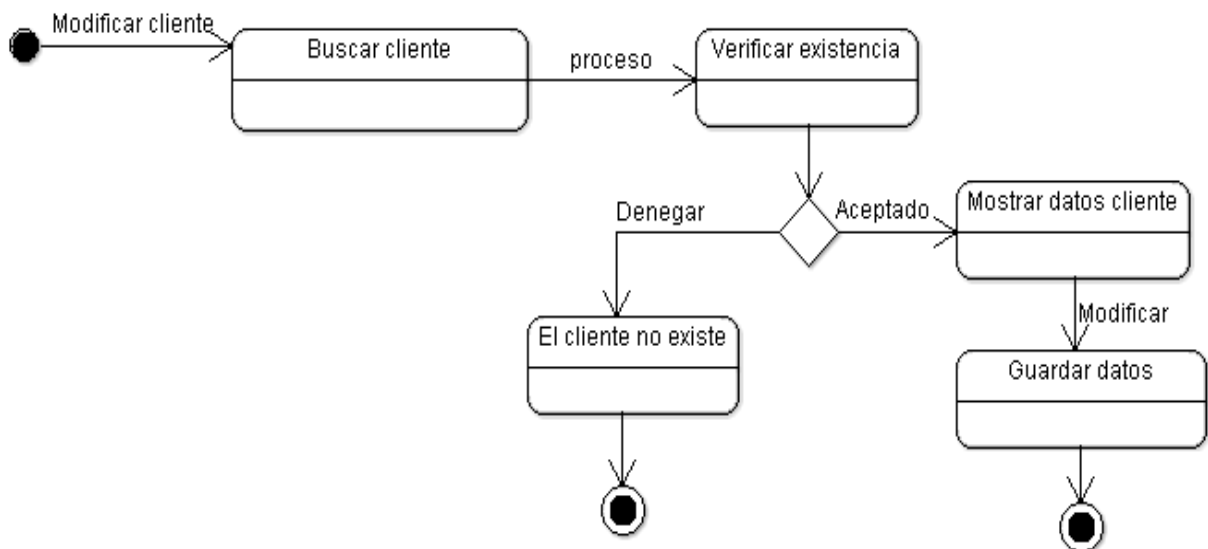 Modificar cliente
Buscar cliente
proceso
Verificar existencia
Denegar
Aceptado
Mostrar datos cliente
El cliente no existe
Modificar
Guardar datos